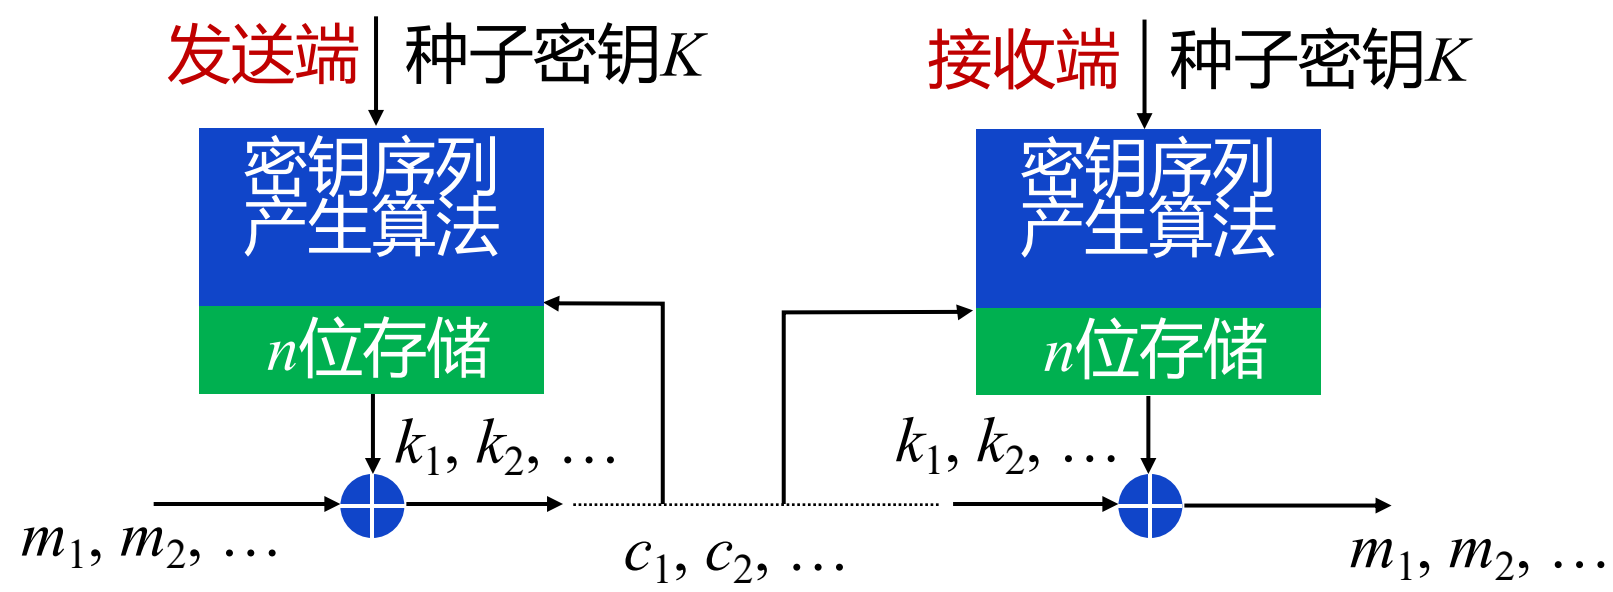 发送端 种子密钥K
密钥序列
产生算法
n位存储
k1, k2, …
m1, m2, …
c1, c2, …
接收端 种子密钥K
密钥序列
产生算法
n位存储
k1, k2, …
m1, m2, …